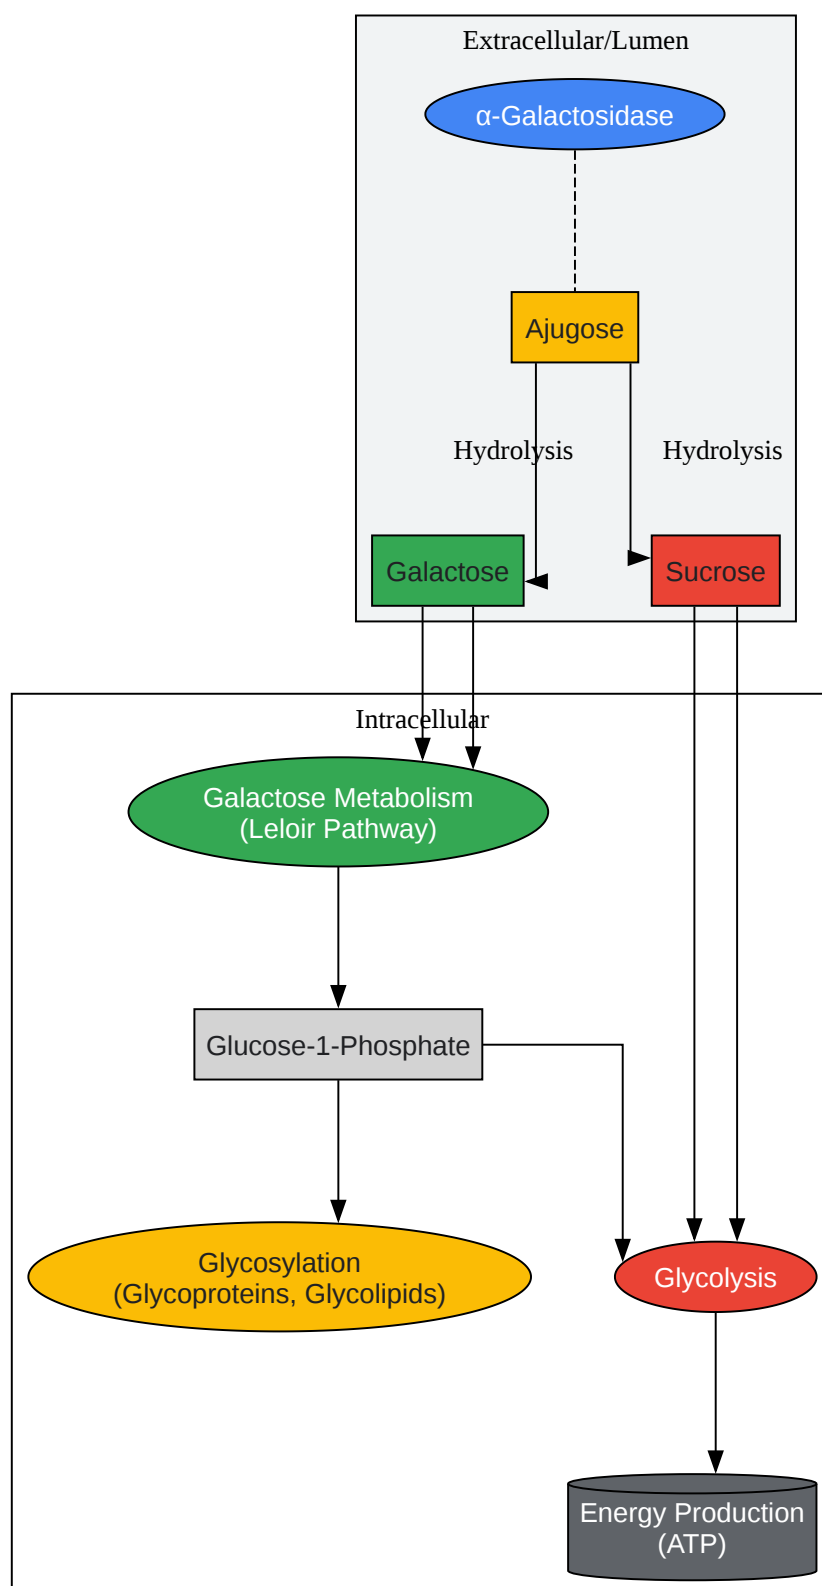 Extracellular/Lumen
α-Galactosidase
Ajugose
Hydrolysis
Hydrolysis
Galactose
Sucrose
Intracellular
Galactose Metabolism
(Leloir Pathway)
Glucose-1-Phosphate
Glycosylation
(Glycoproteins, Glycolipids)
Glycolysis
Energy Production
(ATP)